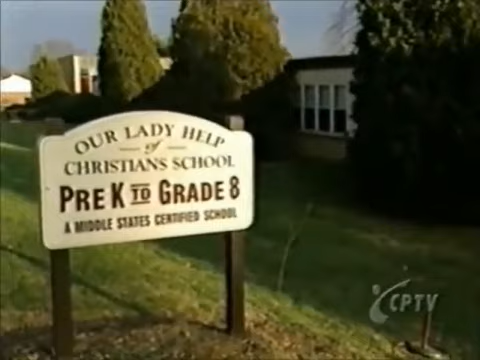 OUR LADY HELP
of
CHRISTIANS SCHOOL
PRE K TO GRADE 8
A MIDDLE STATES CERTIFIED SCHOOL
CPTV